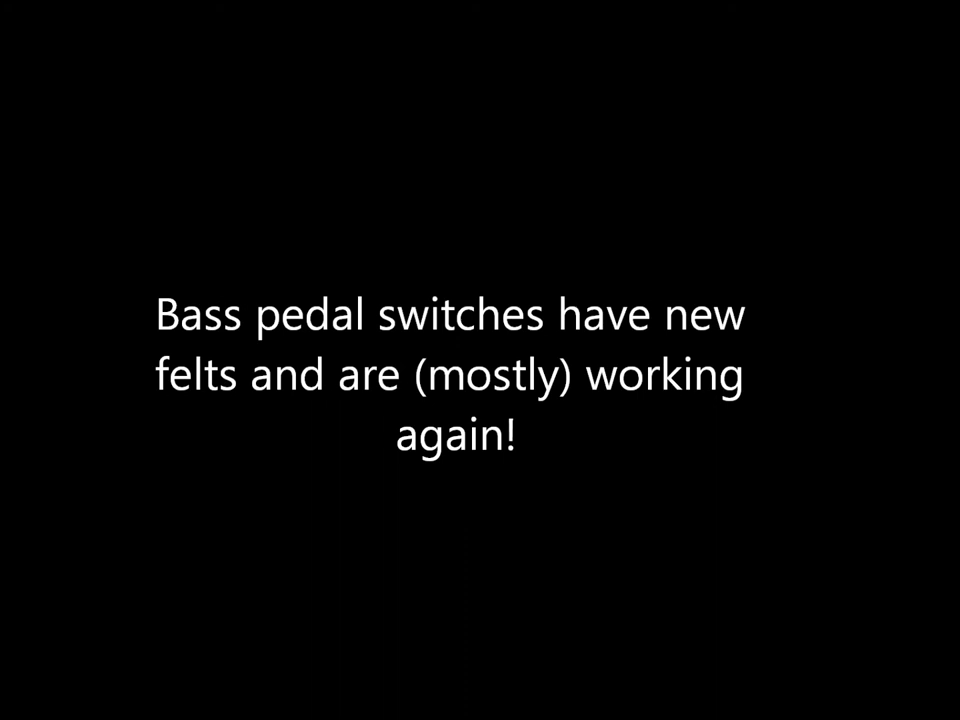 Bass pedal switches have new
felts and are (mostly) working
again!